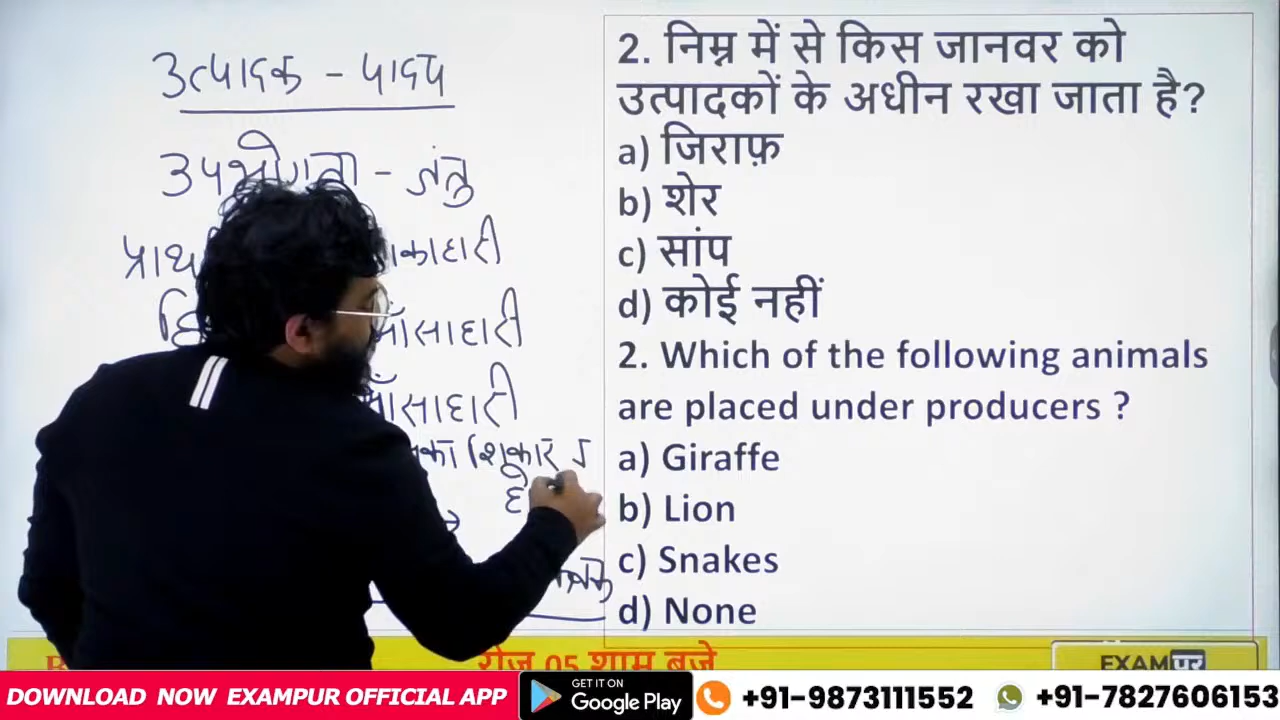 उत्पादक - पादप
उपभोगता - जंतु
माँसाहारी
माँसाहारी
शिकार
2. निम्न में से किस जानवर को
उत्पादकों के अधीन रखा जाता है?
a) जिराफ़
b) शेर
c) सांप
d) कोई नहीं
2. Which of the following animals
are placed under producers ?
a) Giraffe
b) Lion
c) Snakes
d) None
रोज 05 शाम बजे
EXAMপুর
DOWNLOAD NOW EXAMPUR OFFICIAL APP
GET IT ON
Google Play
+91-9873111552
+91-7827606153